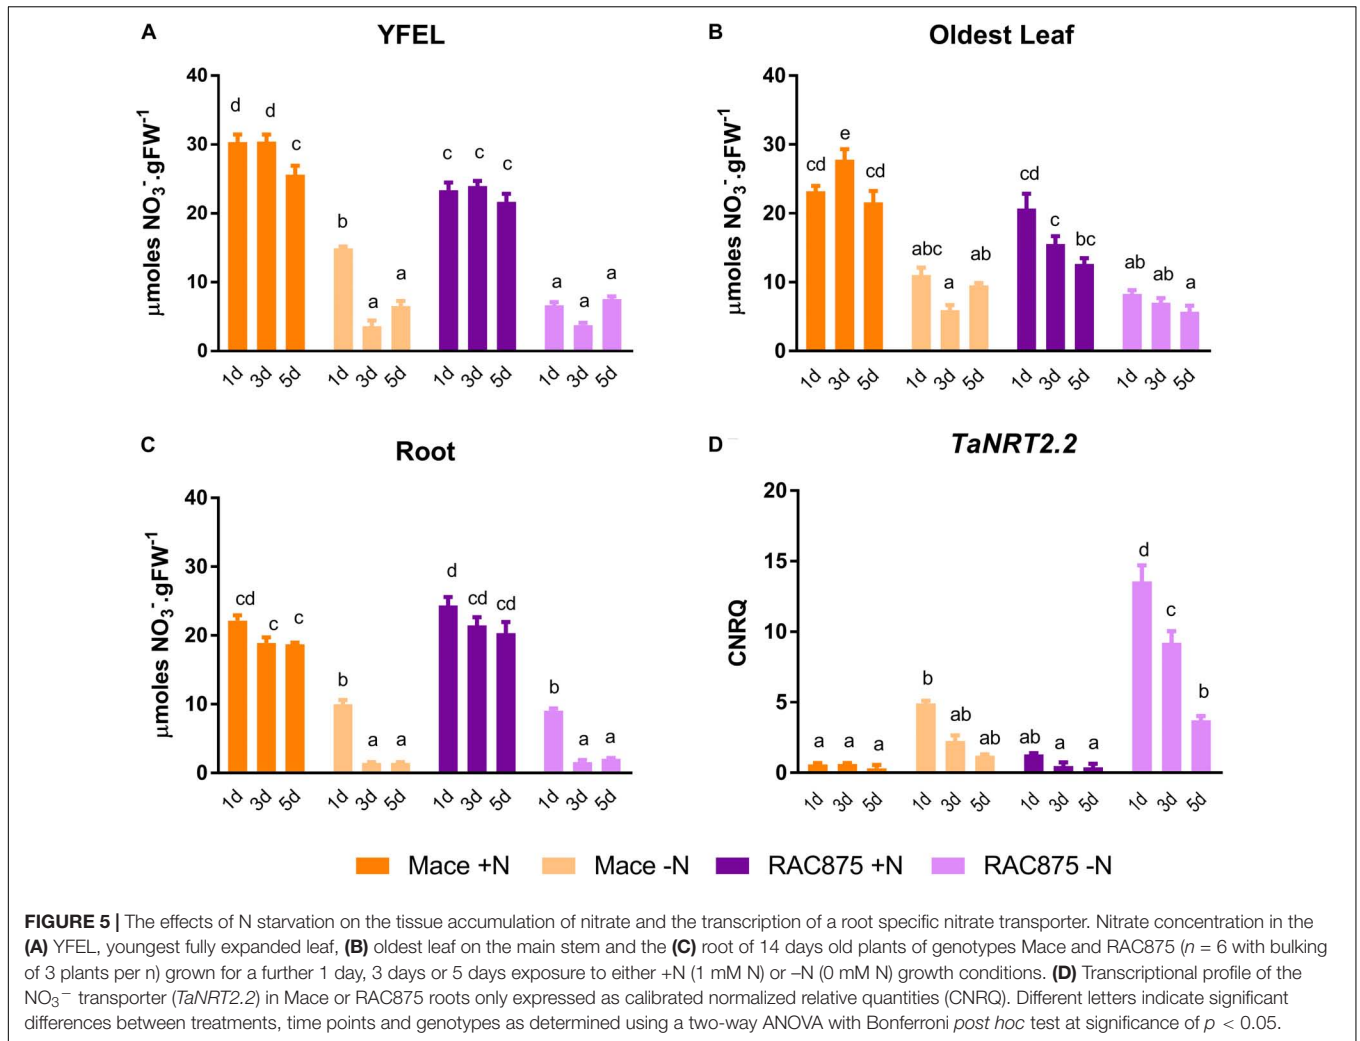 A
YFEL
μmoles NO3-.gFW-1
40
30
20
10
0
d
d
c
b
a
a
c
c
c
a
a
a
1d
3d
5d
1d
3d
5d
1d
3d
5d
1d
3d
5d
B
Oldest Leaf
μmoles NO3-.gFW-1
40
30
20
10
0
cd
e
cd
abc
a
ab
cd
c
bc
ab
ab
a
1d
3d
5d
1d
3d
5d
1d
3d
5d
1d
3d
5d
C
Root
μmoles NO3-.gFW-1
40
30
20
10
0
cd
c
c
b
a
a
d
cd
cd
b
a
a
1d
3d
5d
1d
3d
5d
1d
3d
5d
1d
3d
5d
D
TaNRT2.2
CNRQ
20
15
10
5
0
a
a
a
b
ab
ab
ab
a
a
d
c
b
1d
3d
5d
1d
3d
5d
1d
3d
5d
1d
3d
5d
Mace +N Mace -N RAC875 +N RAC875 -N
FIGURE 5 | The effects of N starvation on the tissue accumulation of nitrate and the transcription of a root specific nitrate transporter. Nitrate concentration in the
(A) YFEL, youngest fully expanded leaf, (B) oldest leaf on the main stem and the (C) root of 14 days old plants of genotypes Mace and RAC875 (n = 6 with bulking
of 3 plants per n) grown for a further 1 day, 3 days or 5 days exposure to either +N (1 mM N) or –N (0 mM N) growth conditions. (D) Transcriptional profile of the
NO3− transporter (TaNRT2.2) in Mace or RAC875 roots only expressed as calibrated normalized relative quantities (CNRQ). Different letters indicate significant
differences between treatments, time points and genotypes as determined using a two-way ANOVA with Bonferroni post hoc test at significance of p < 0.05.